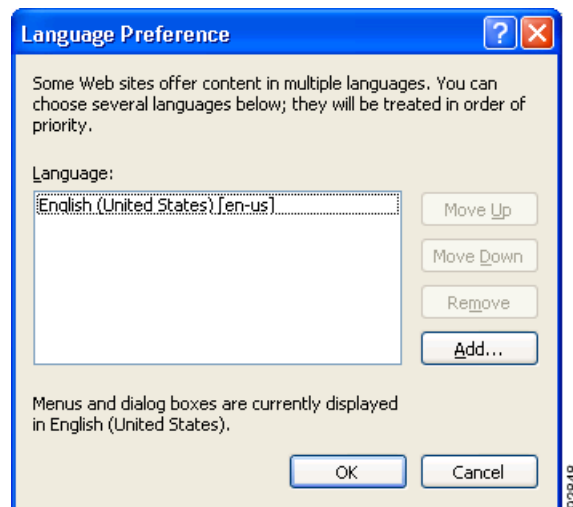 Language Preference
Some Web sites offer content in multiple languages. You can
choose several languages below; they will be treated in order of
priority.
Language:
English (United States) [en-us]
Move Up
Move Down
Remove
Add...
Menus and dialog boxes are currently displayed
in English (United States).
OK
Cancel